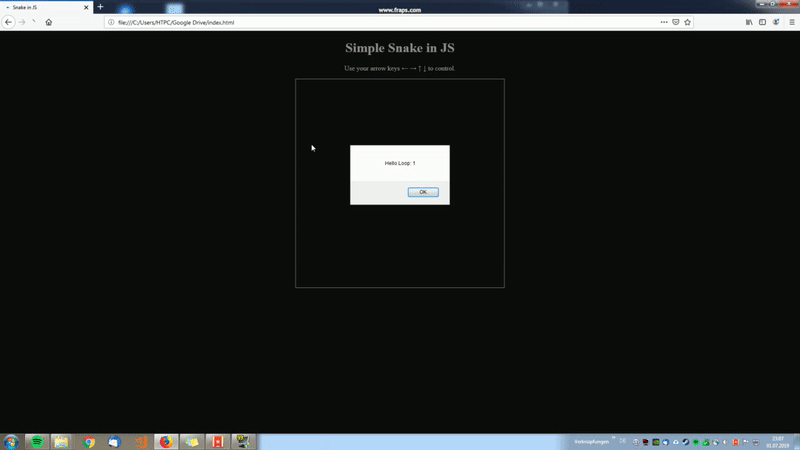 Snake in JS
www.fraps.com
file:///C:/Users/HTPC/Google Drive/index.html
Simple Snake in JS
Use your arrow keys ← → ↑ ↓ to control.
Hello Loop: 1
OK
DE
23:07
01.07.2019